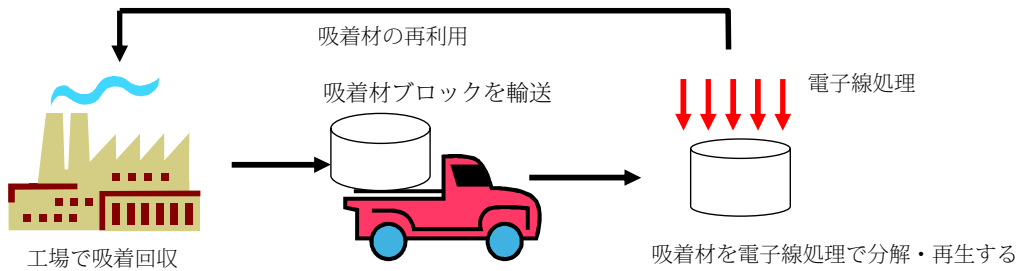 吸着材の再利用
吸着材ブロックを輸送
電子線処理
工場で吸着回収
吸着材を電子線処理で分解・再生する